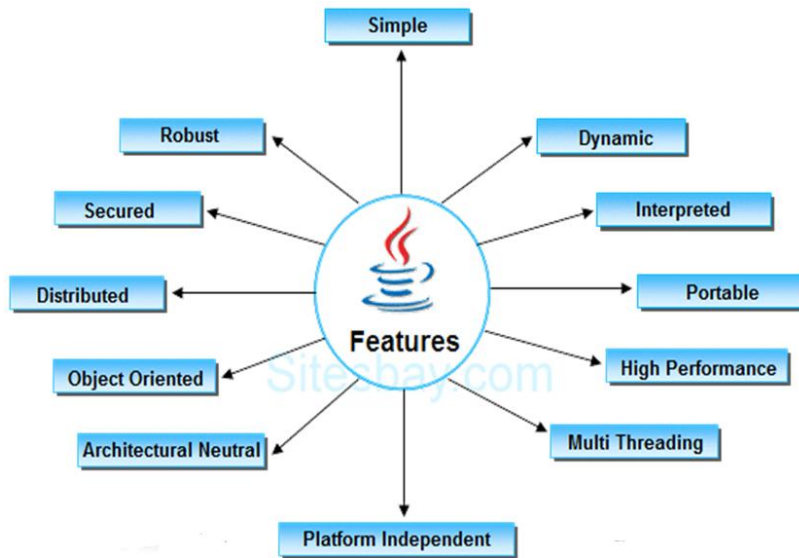 Simple
Robust
Dynamic
Secured
Interpreted
Distributed
Portable
Features
Sitesbay.com
Object Oriented
High Performance
Architectural Neutral
Multi Threading
Platform Independent